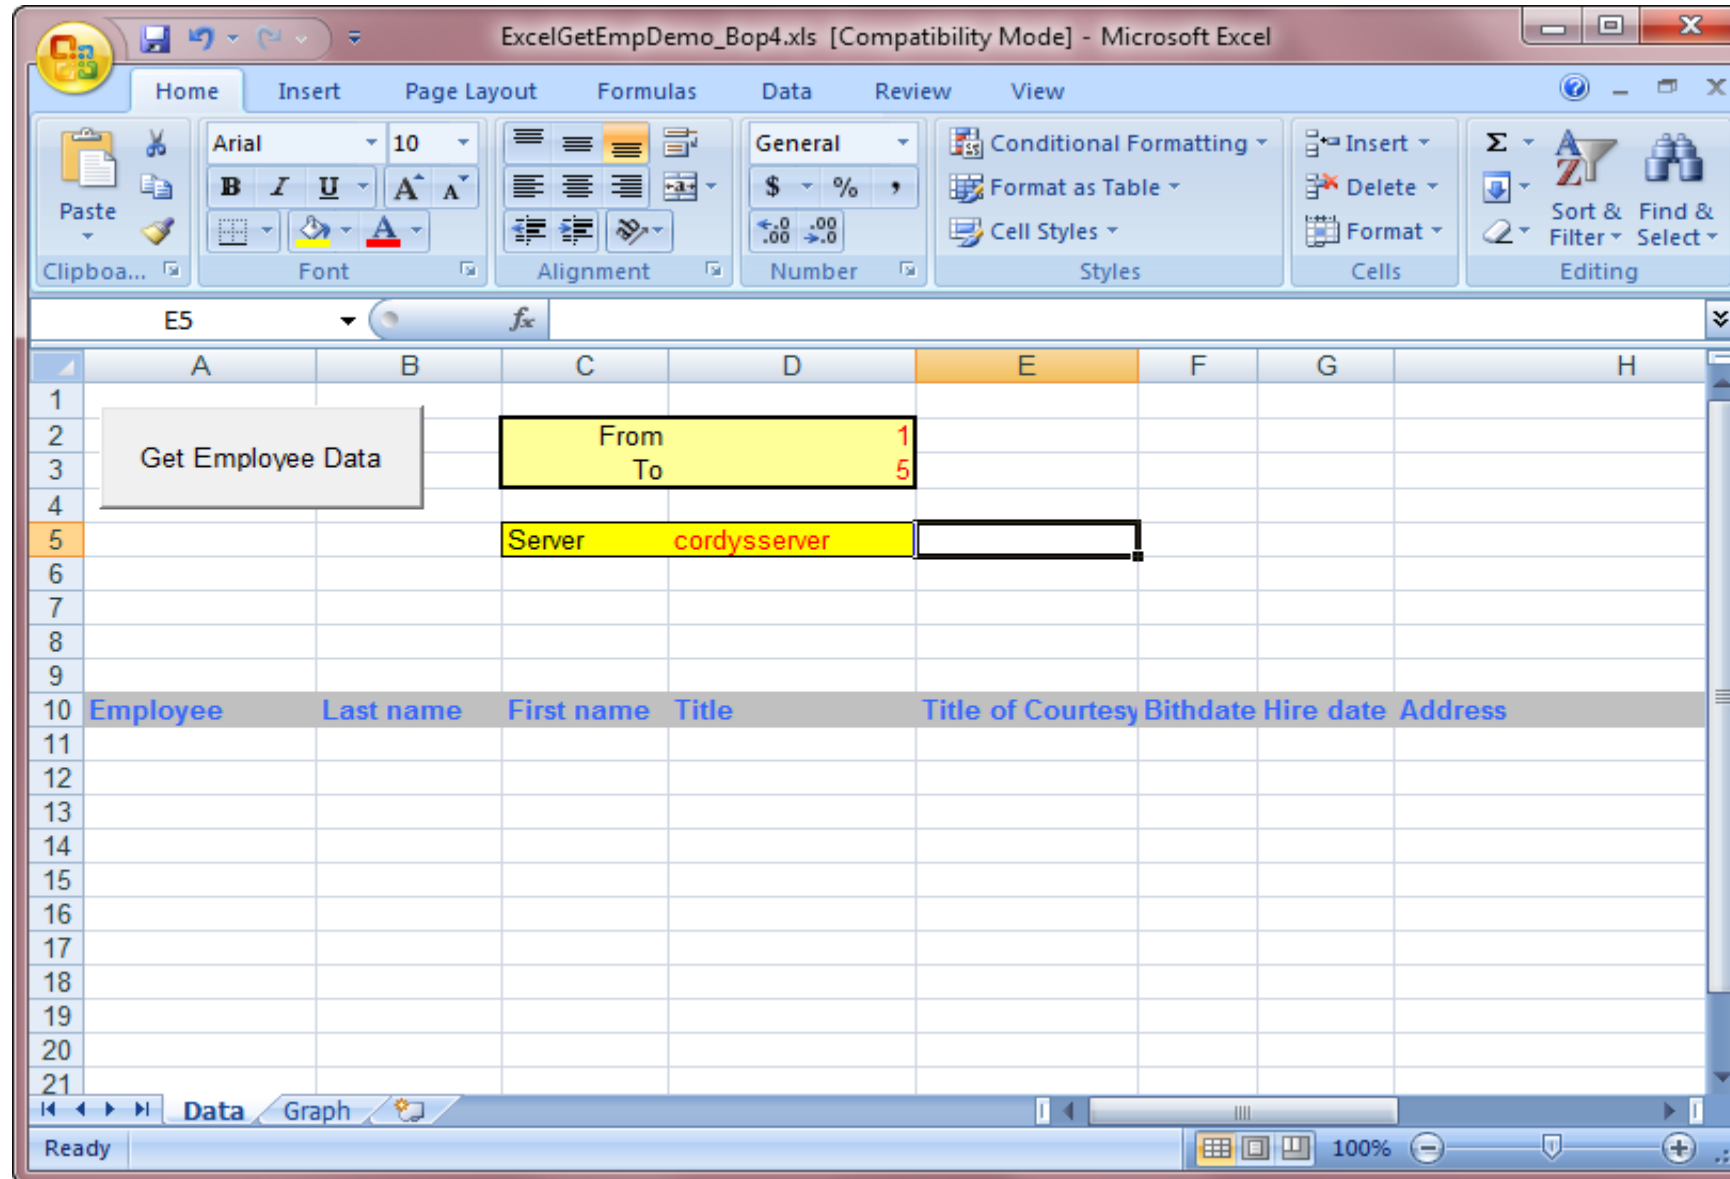 ExcelGetEmpDemo_Bop4.xls [Compatibility Mode] - Microsoft Excel
Home Insert Page Layout Formulas Data Review View
Arial 10 General Conditional Formatting Insert Σ
B I U A A $ % , Format as Table Delete
Paste Cell Styles Format Sort & Filter Find & Select
Clipboa... Font Alignment Number Styles Cells Editing
E5 fx
A B C D E F G H
1
2 From 1
Get Employee Data
3 To 5
4
5 Server cordysserver
6
7
8
9
10 Employee Last name First name Title Title of Courtesy Bithdate Hire date Address
11
12
13
14
15
16
17
18
19
20
21
Data Graph
Ready 100%